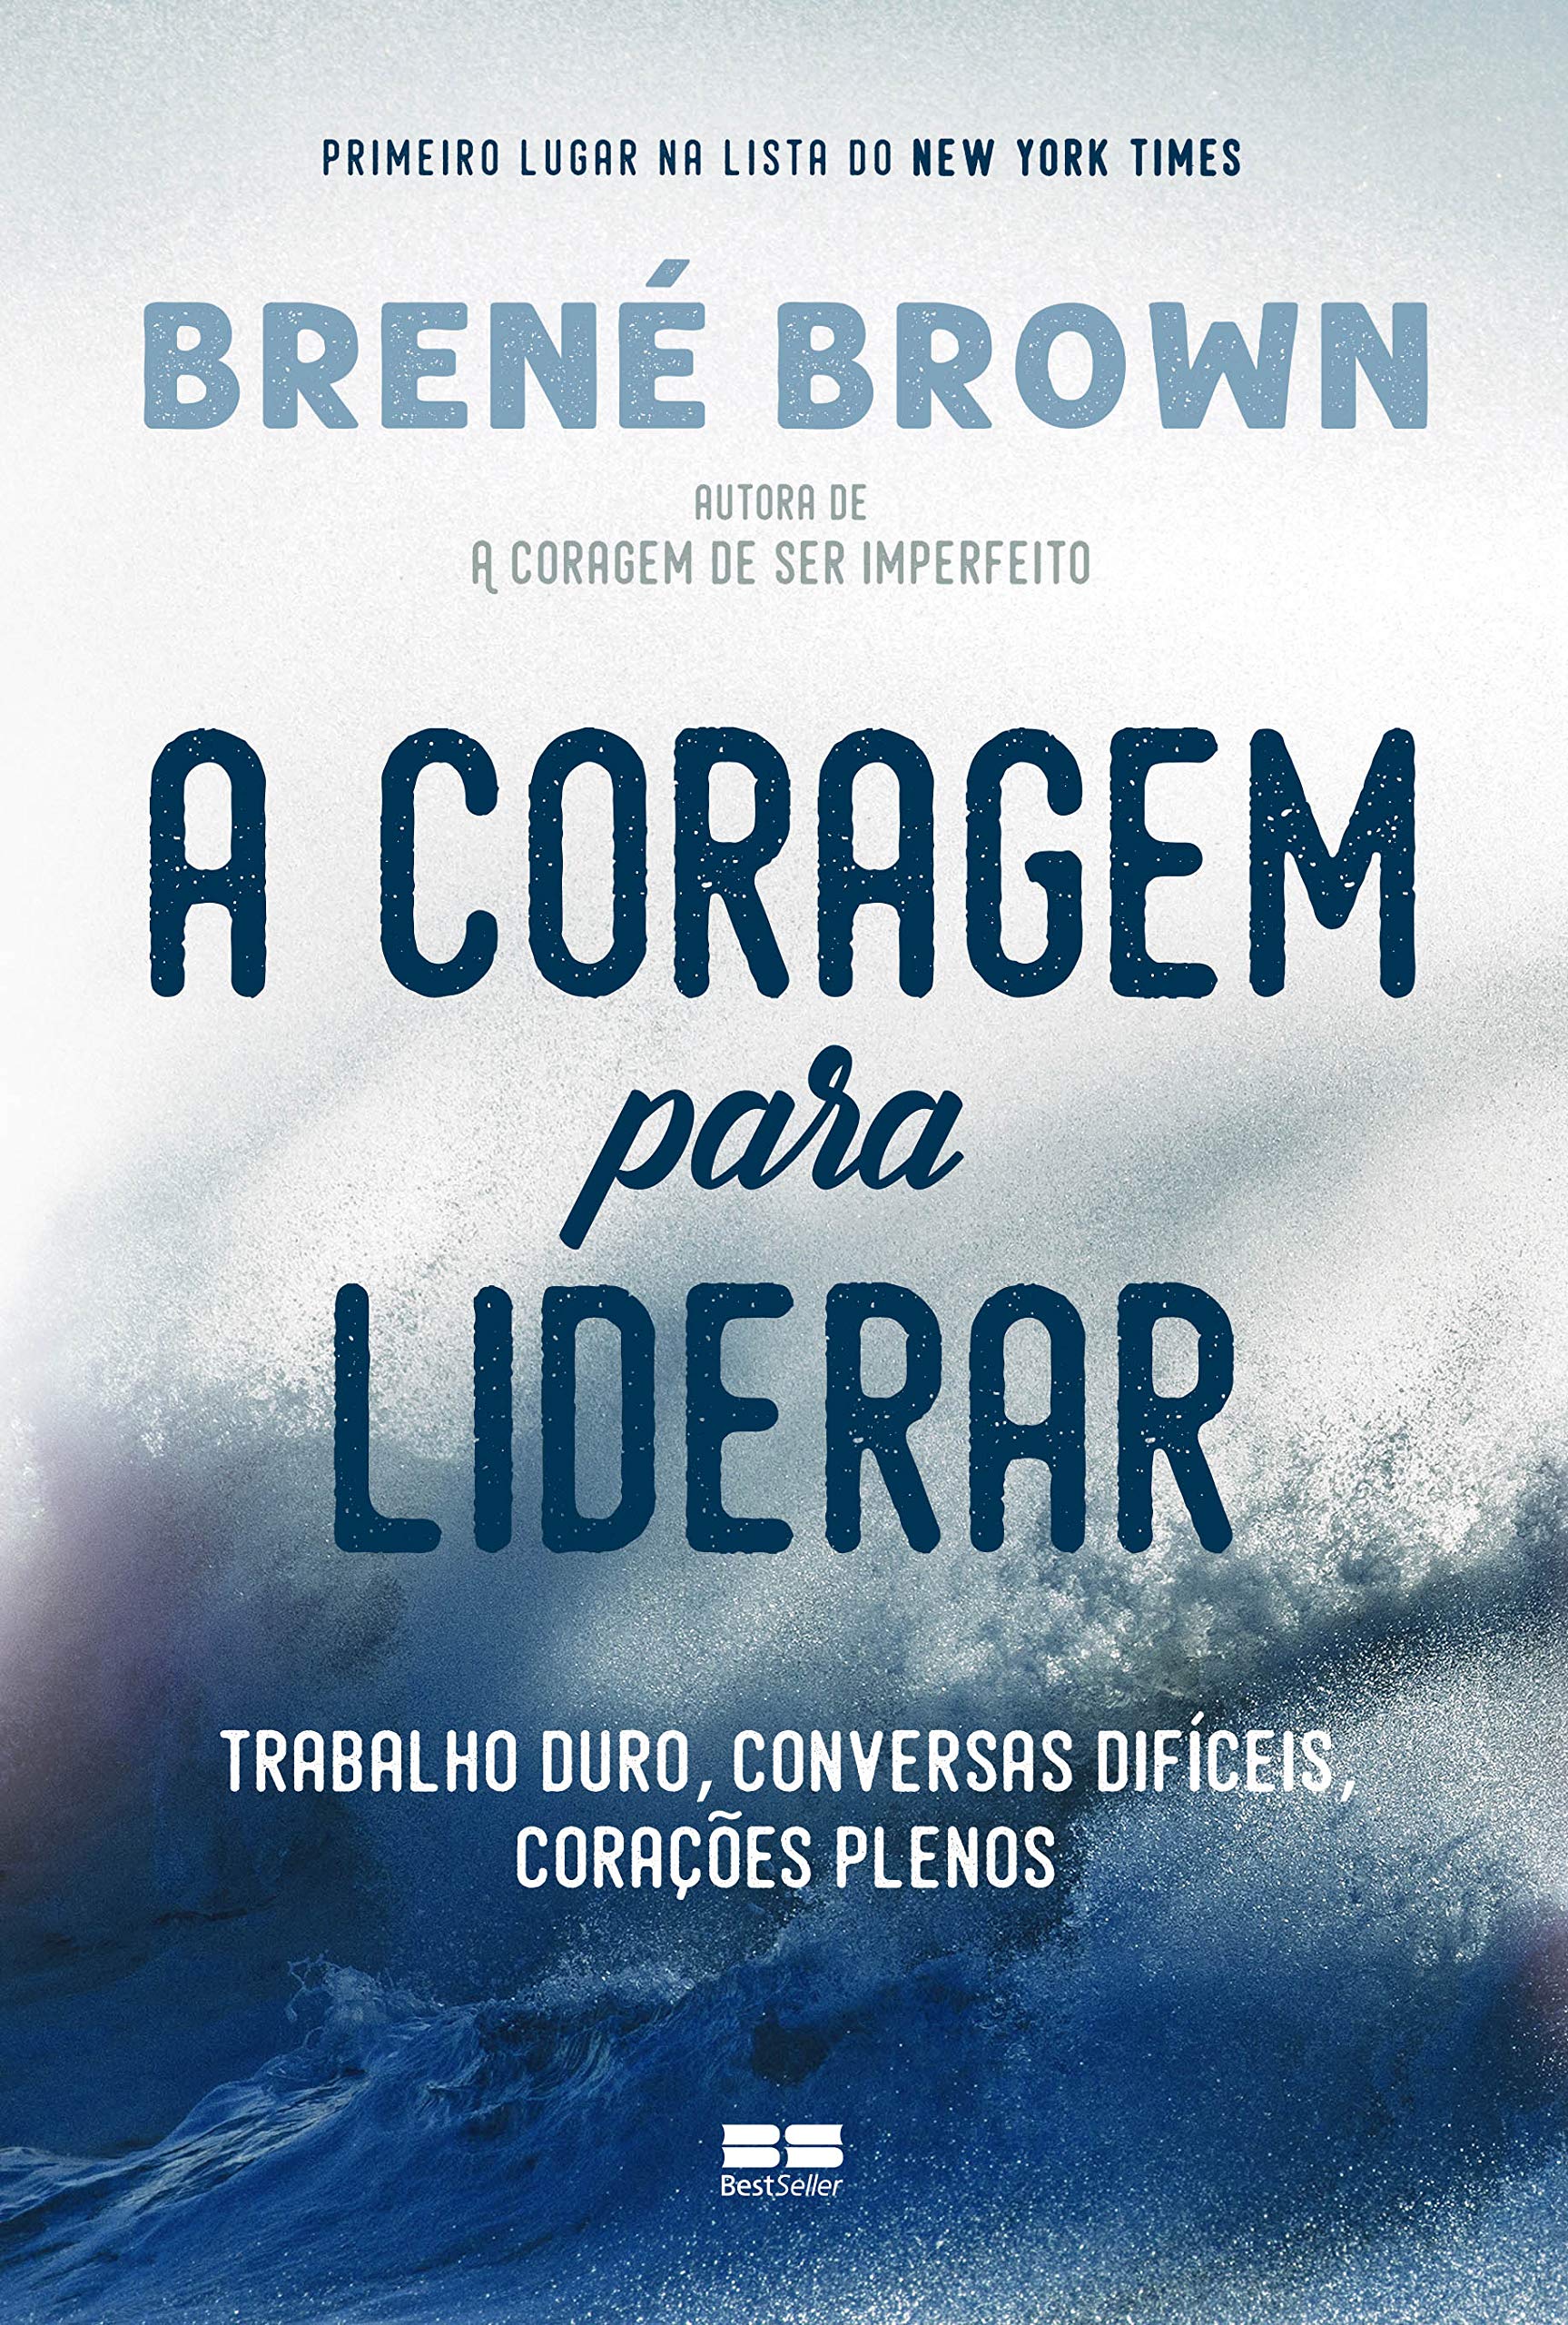 PRIMEIRO LUGAR NA LISTA DO NEW YORK TIMES
BRENÉ BROWN
AUTORA DE
A CORAGEM DE SER IMPERFEITO
A CORAGEM
para
LIDERAR
TRABALHO DURO, CONVERSAS DIFÍCEIS,
CORAÇÕES PLENOS
BS
BestSeller